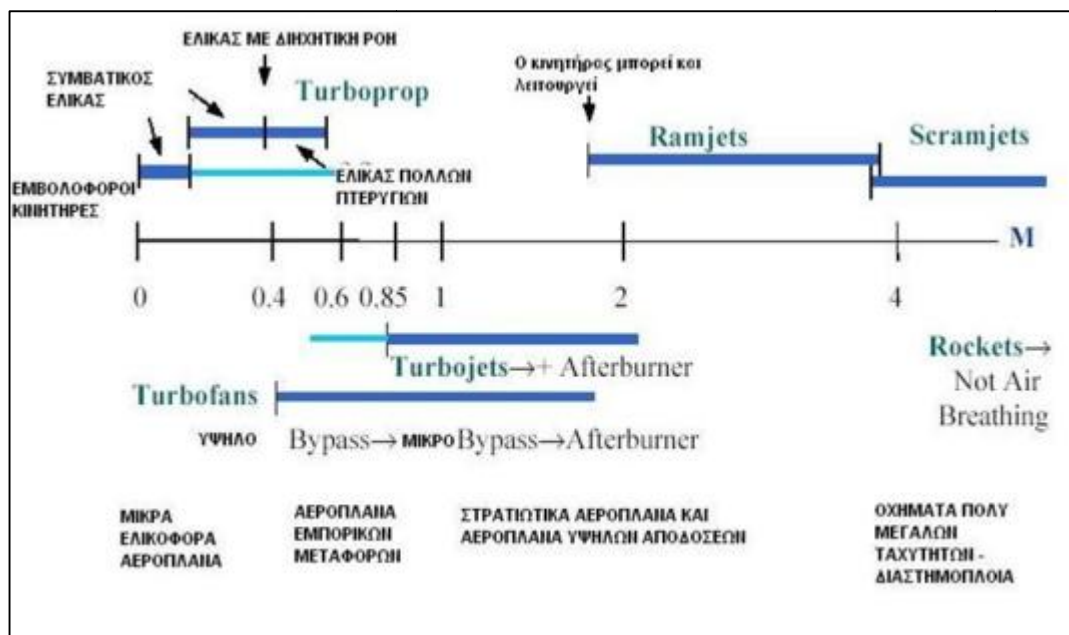 ΕΛΙΚΑΣ ΜΕ ΔΙΗΧΗΤΙΚΗ ΡΟΗ
ΣΥΜΒΑΤΙΚΟΣ
ΕΛΙΚΑΣ
Turboprop
Ο κινητήρας μπορεί και
λειτουργεί
Ramjets
Scramjets
ΕΜΒΟΛΟΦΟΡΟΙ
ΚΙΝΗΤΗΡΕΣ
ΕΛΙΚΑΣ ΠΟΛΛΩΝ
ΠΤΕΡΥΓΙΩΝ
M
0 0.4 0.6 0.85 1 2 4
Turbojets→+ Afterburner
Rockets→
Not Air
Breathing
Turbofans
ΥΨΗΛΟ Bypass→ ΜΙΚΡΟ Bypass→Afterburner
ΜΙΚΡΑ
ΕΛΙΚΟΦΟΡΑ
ΑΕΡΟΠΛΑΝΑ
ΑΕΡΟΠΛΑΝΑ
ΕΜΠΟΡΙΚΩΝ
ΜΕΤΑΦΟΡΩΝ
ΣΤΡΑΤΙΩΤΙΚΑ ΑΕΡΟΠΛΑΝΑ ΚΑΙ
ΑΕΡΟΠΛΑΝΑ ΥΨΗΛΩΝ ΑΠΟΔΟΣΕΩΝ
ΟΧΗΜΑΤΑ ΠΟΛΥ
ΜΕΓΑΛΩΝ
ΤΑΧΥΤΗΤΩΝ -
ΔΙΑΣΤΗΜΟΠΛΟΙΑ